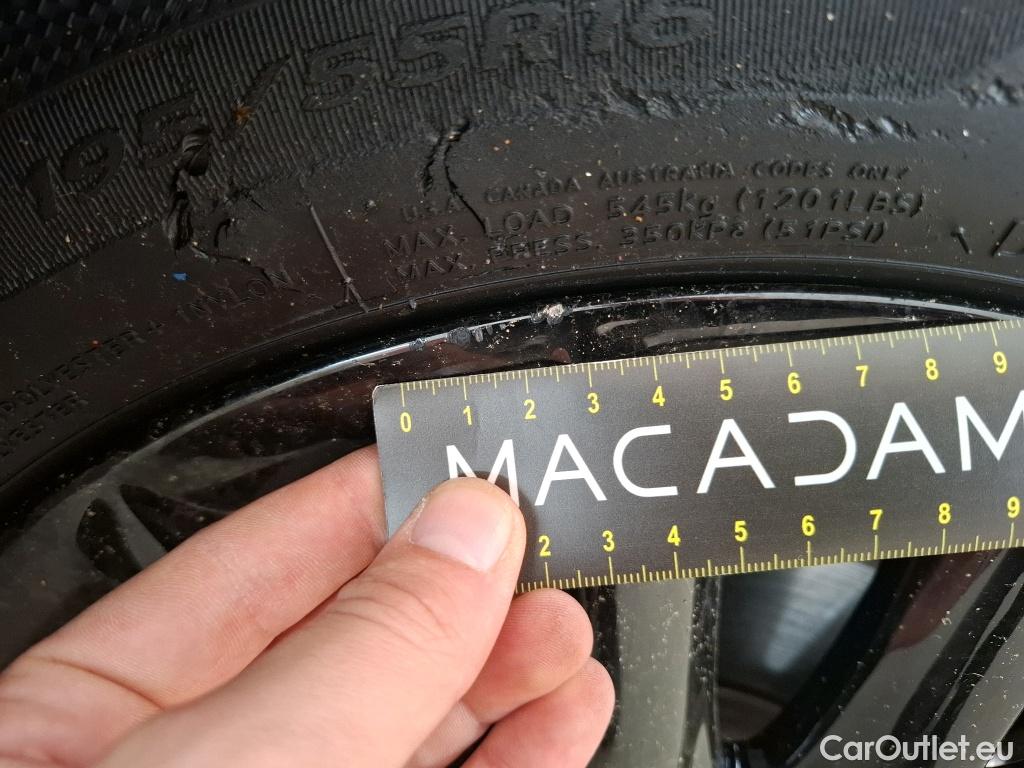 195/55R16
U.S.A. CANADA AUSTRALIA CODES ONLY
MAX. LOAD 545kg (1201LBS)
MAX. PRESS. 350KPa (51PSI)
POLYESTER + 1NYLON
0 1 2 3 4 5 6 7 8 9
MACADAM
2 3 4 5 6 7 8 9
CarOutlet.eu